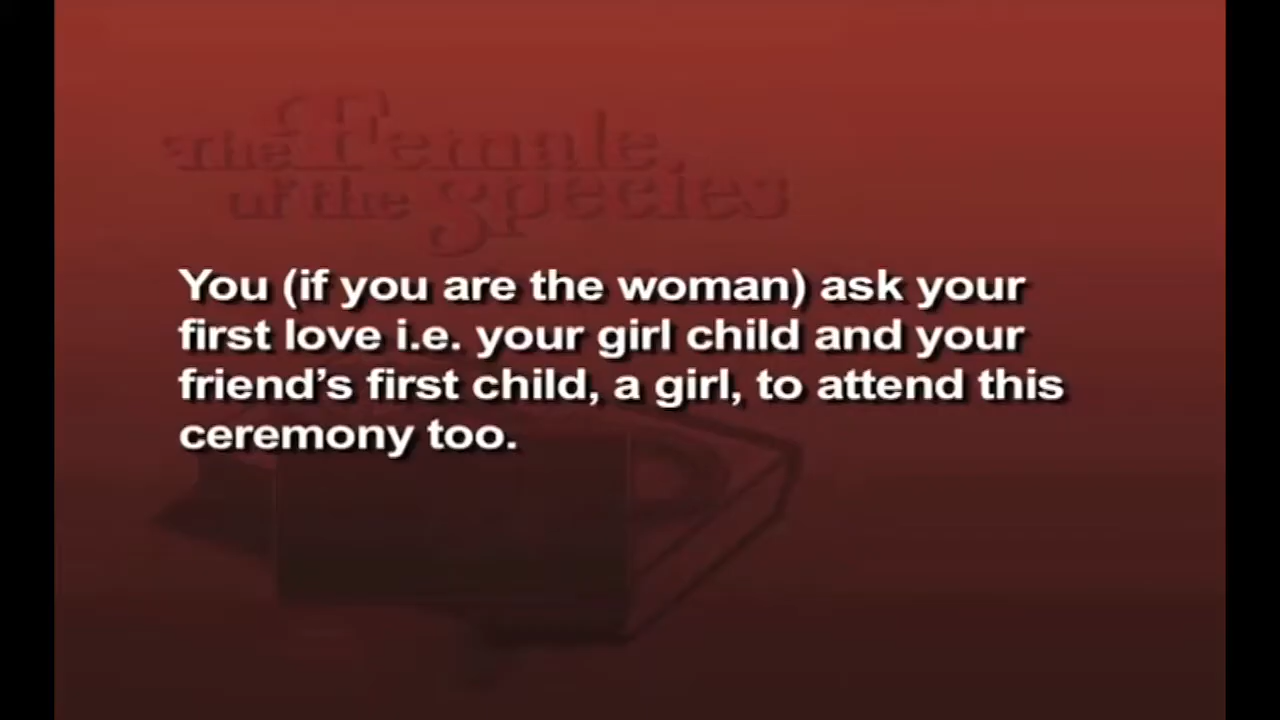 The Female
of the species
You (if you are the woman) ask your
first love i.e. your girl child and your
friend’s first child, a girl, to attend this
ceremony too.